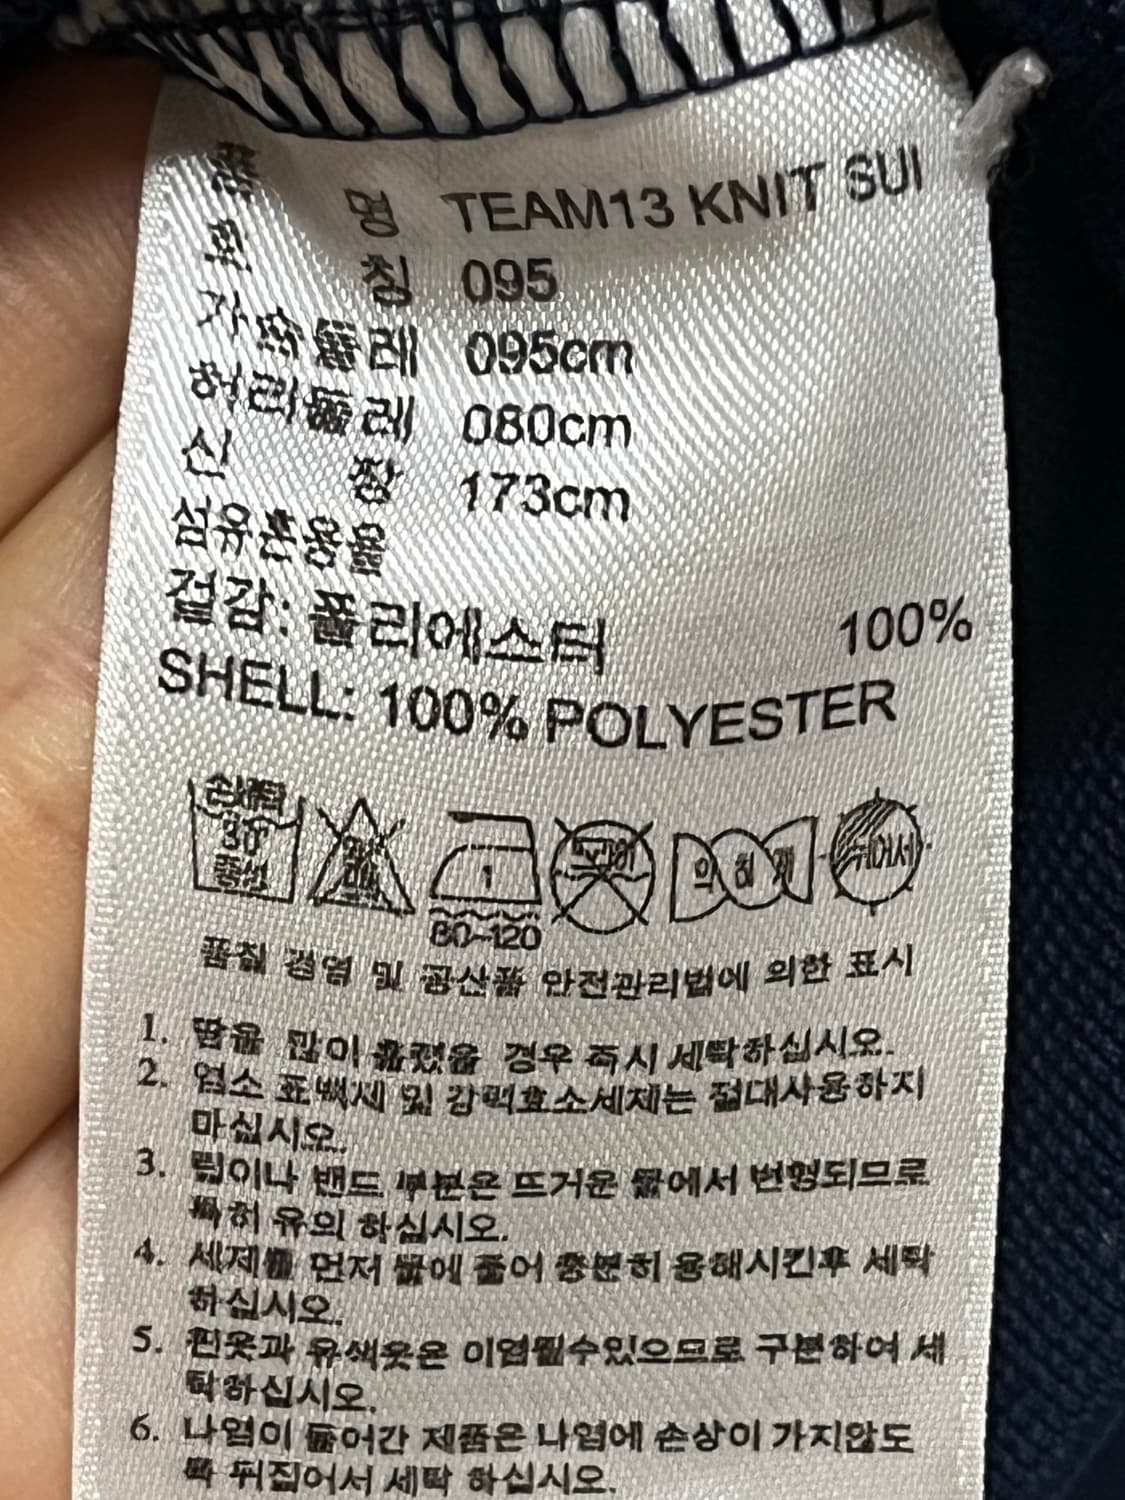 품 명 TEAM13 KNIT SUI
호 칭 095
가슴둘레 095cm
허리둘레 080cm
신 장 173cm
섬유혼용율
겉감: 폴리에스터 100%
SHELL: 100% POLYESTER
손세탁
30°
중성
1
80~120
드라이
의 허 제
뉘어서
품질 경영 및 공산품 안전관리법에 의한 표시
1. 땀을 많이 흘렸을 경우 즉시 세탁하십시오.
2. 염소 표백제 및 강력효소세제는 절대사용하지
마십시오.
3. 립이나 밴드 부분은 뜨거운 물에서 변형되므로
특히 유의 하십시오.
4. 세제를 먼저 물에 풀어 충분히 용해시킨후 세탁
하십시오.
5. 흰옷과 유색옷은 이염될수있으므로 구분하여 세
탁하십시오.
6. 나염이 들어간 제품은 나염에 손상이 가지않도
록 뒤집어서 세탁 하십시오.